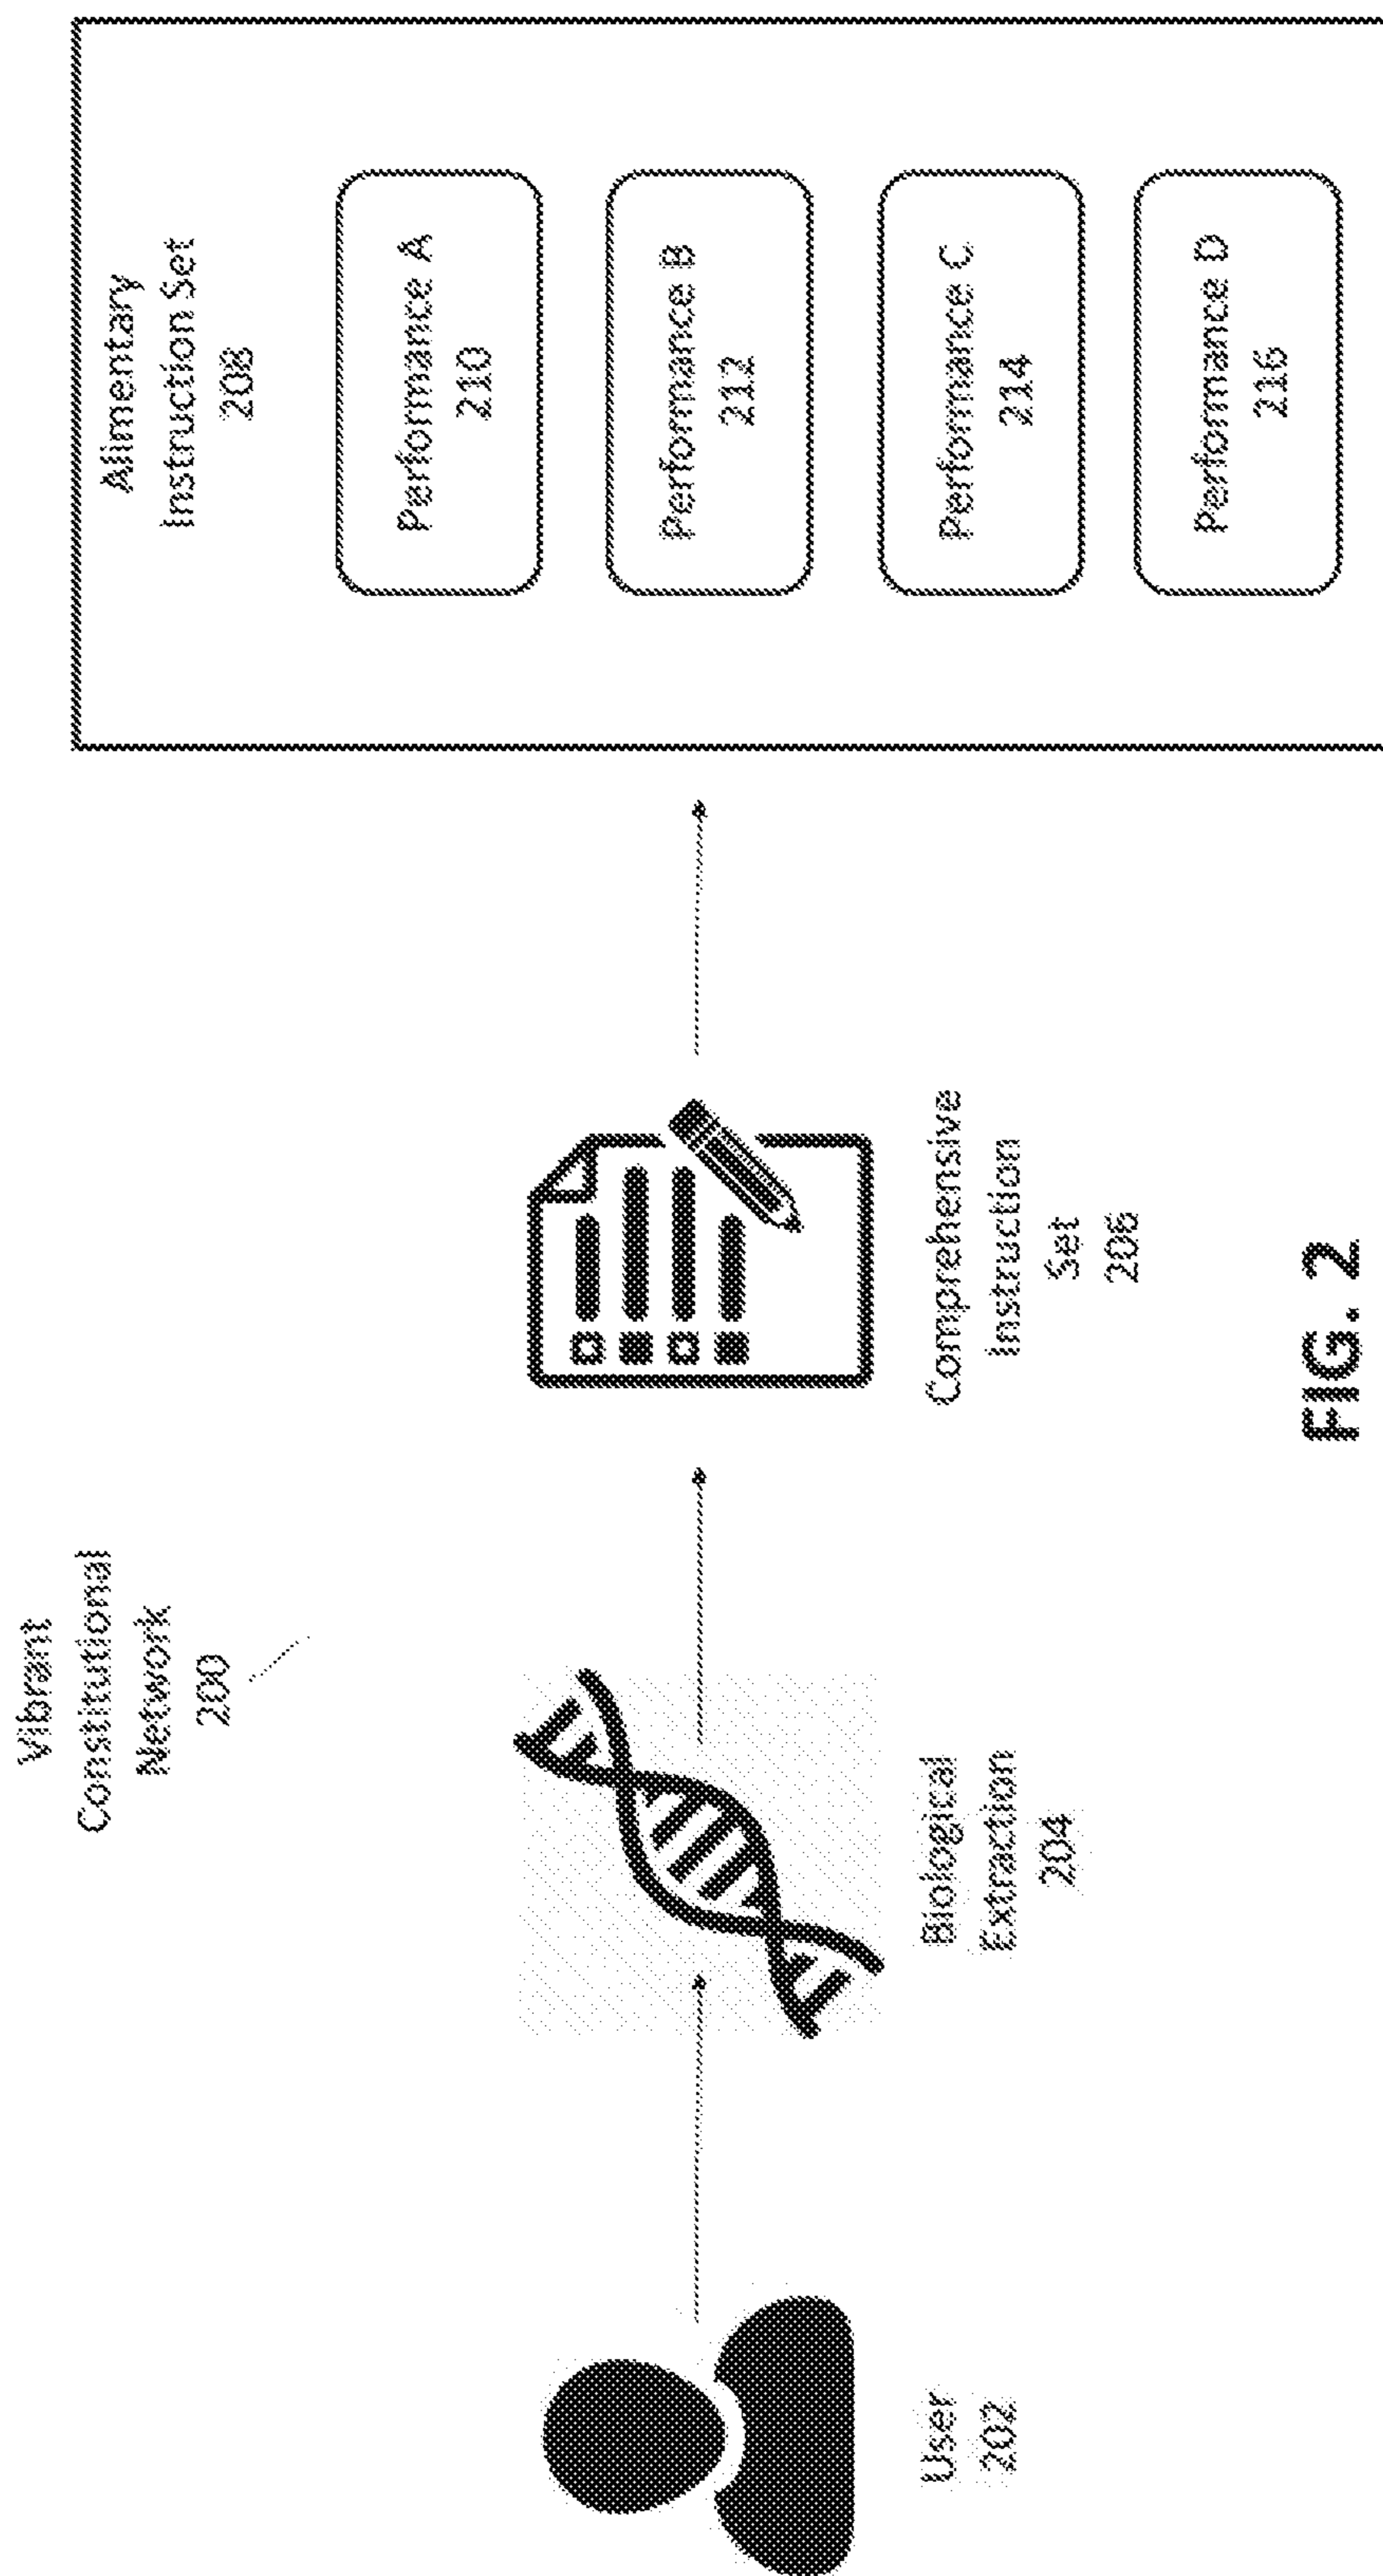 Vibrant
Constitutional
Network
200
User
202
Biological
Extraction
204
Comprehensive
Instruction
Set
206
Alimentary
Instruction Set
208
Performance A
210
Performance B
212
Performance C
214
Performance D
216
FIG. 2